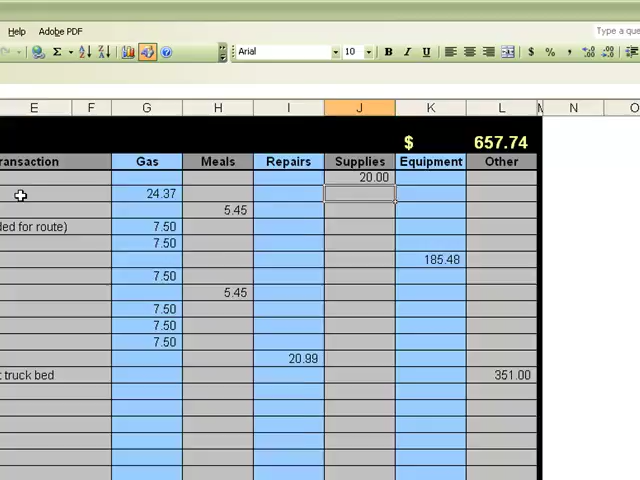 Help Adobe PDF Type a que
Σ Arial 10 B I U $ % ,
E F G H I J K L M N O
$ 657.74
ransaction Gas Meals Repairs Supplies Equipment Other
20.00
24.37
5.45
ded for route) 7.50
7.50
185.48
7.50
5.45
7.50
7.50
7.50
20.99
t truck bed 351.00